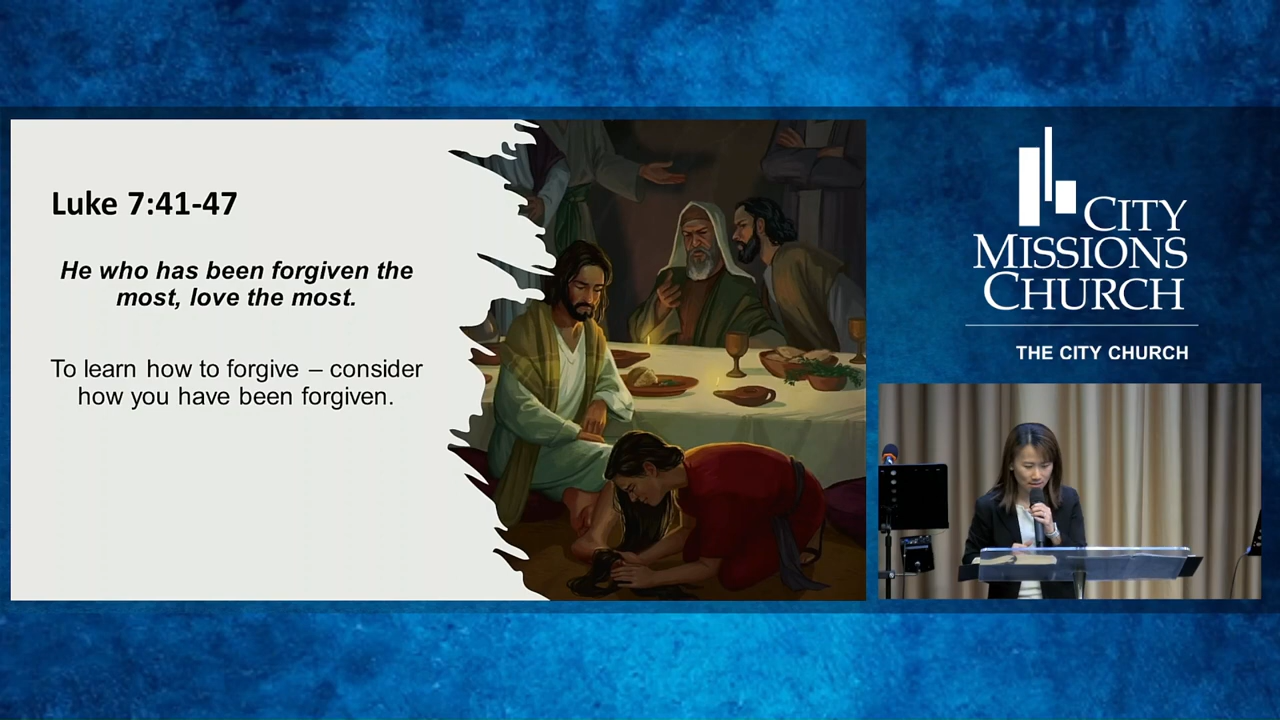 Luke 7:41-47
He who has been forgiven the
most, love the most.
To learn how to forgive – consider
how you have been forgiven.
CITY
MISSIONS
CHURCH
THE CITY CHURCH